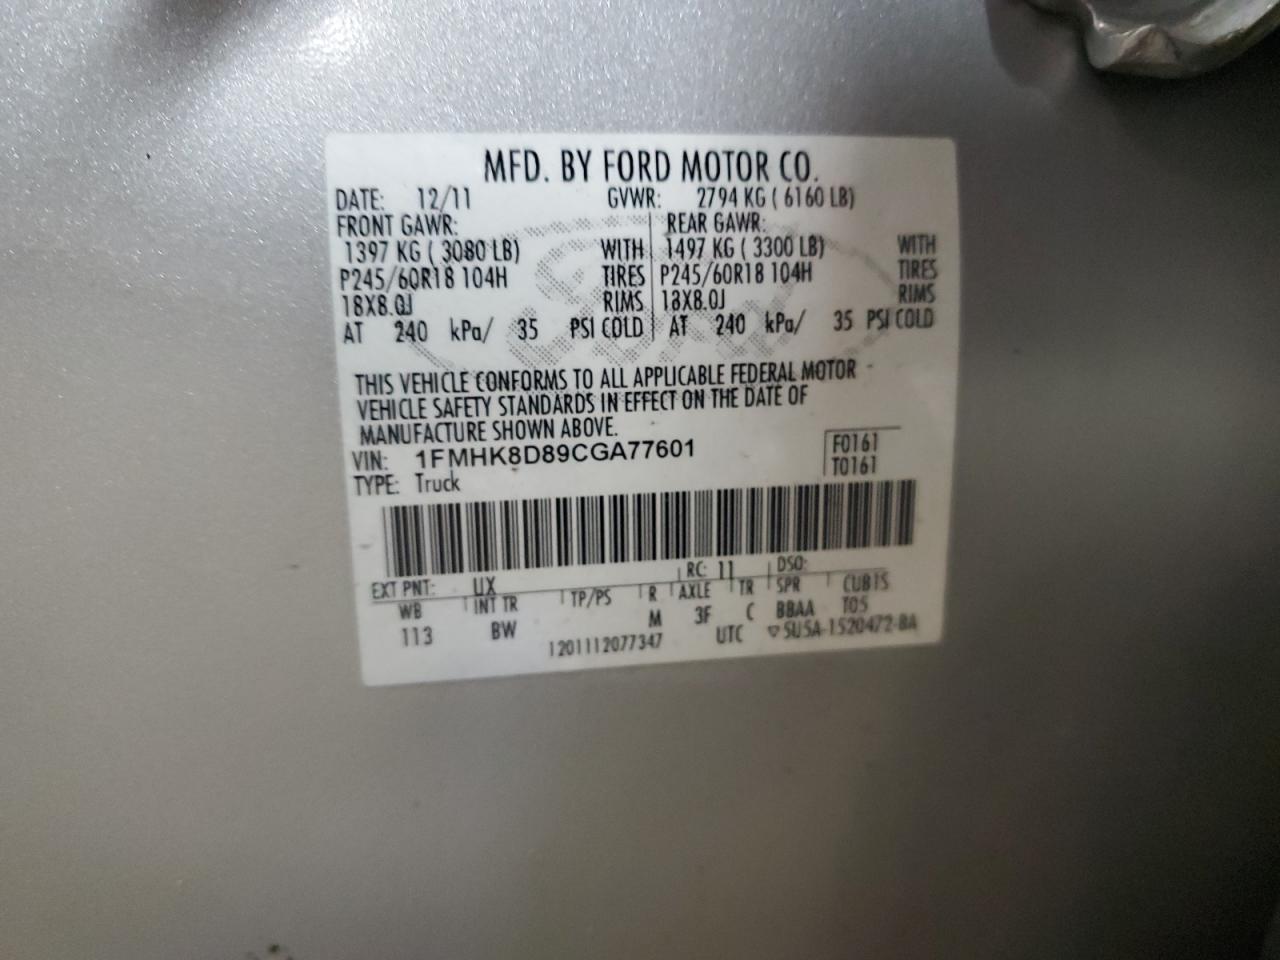 MFD. BY FORD MOTOR CO.
DATE: 12/11 GVWR: 2794 KG ( 6160 LB)
FRONT GAWR: REAR GAWR:
1397 KG ( 3080 LB) WITH 1497 KG ( 3300 LB) WITH
P245/60R18 104H TIRES P245/60R18 104H TIRES
18X8.0J RIMS 18X8.0J RIMS
AT 240 kPa/ 35 PSI COLD AT 240 kPa/ 35 PSI COLD
THIS VEHICLE CONFORMS TO ALL APPLICABLE FEDERAL MOTOR
VEHICLE SAFETY STANDARDS IN EFFECT ON THE DATE OF
MANUFACTURE SHOWN ABOVE.
VIN: 1FMHK8D89CGA77601 F0161
TYPE: Truck T0161
EXT PNT: UX RC: 11 DSO:
WB INT TR TP/PS R AXLE TR SPR CUBIS
113 BW M 3F C BBAA T05
1201112077347 UTC ▽SU5A-1520472-BA